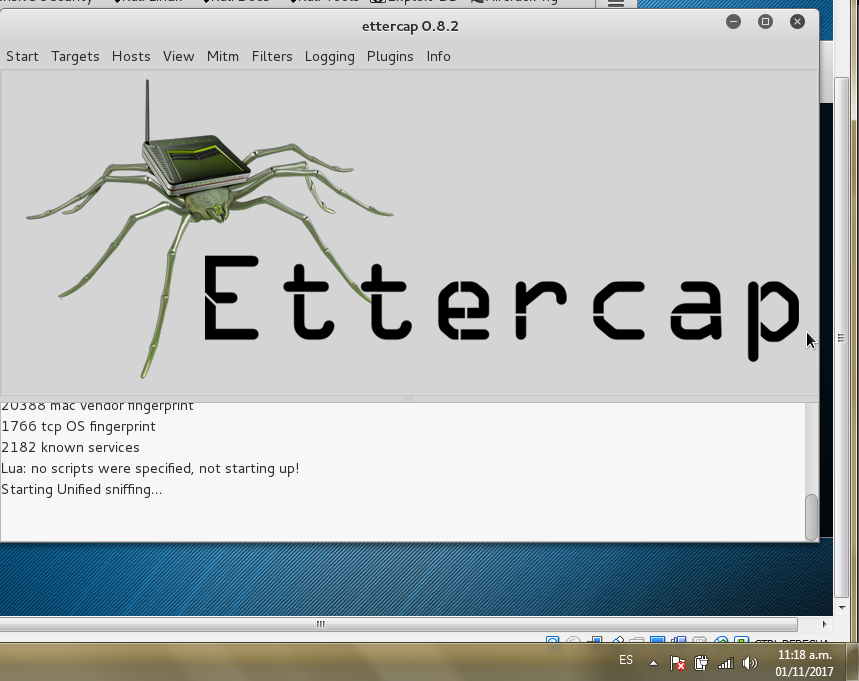 ettercap 0.8.2
Start Targets Hosts View Mitm Filters Logging Plugins Info
Ettercap
20388 mac vendor fingerprint
1766 tcp OS fingerprint
2182 known services
Lua: no scripts were specified, not starting up!
Starting Unified sniffing...
CTRL DERECHA
ES
11:18 a.m.
01/11/2017